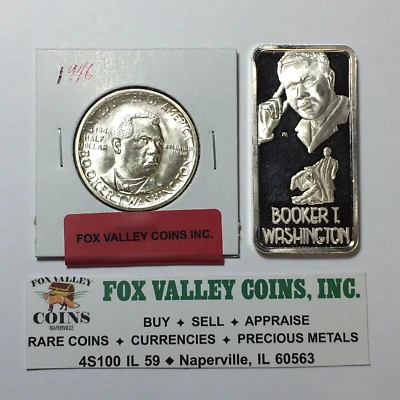 1946
UNITED STATES OF AMERICA
1946
HALF
DOLLAR
BOOKER T. WASHINGTON
FOX VALLEY COINS INC.
BOOKER T.
WASHINGTON
FOX VALLEY
COINS
NAPERVILLE
FOX VALLEY COINS, INC.
BUY ✦ SELL ✦ APPRAISE
RARE COINS ✦ CURRENCIES ✦ PRECIOUS METALS
4S100 IL 59 ◆ Naperville, IL 60563